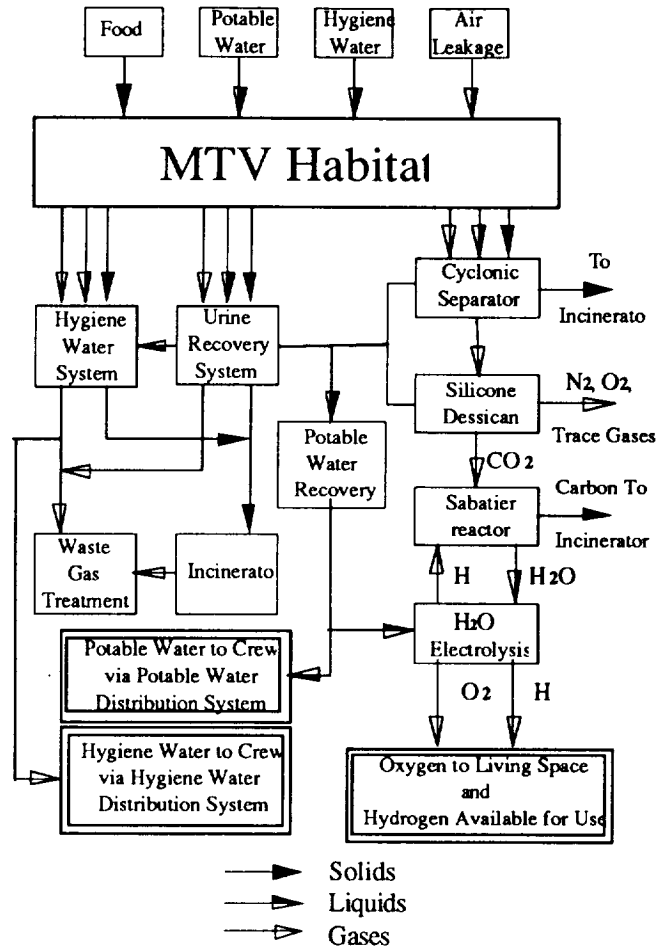 Food
Potable
Water
Hygiene
Water
Air
Leakage
MTV Habitat
Hygiene
Water
System
Urine
Recovery
System
Cyclonic
Separator
To
Incinerato
Silicone
Dessican
N2, O2,
Trace Gases
Potable
Water
Recovery
CO2
Sabatier
reactor
Carbon To
Incinerator
Waste
Gas
Treatment
Incinerato
H
H2O
H2O
Electrolysis
Potable Water to Crew
via Potable Water
Distribution System
O2
H
Hygiene Water to Crew
via Hygiene Water
Distribution System
Oxygen to Living Space
and
Hydrogen Available for Use
Solids
Liquids
Gases